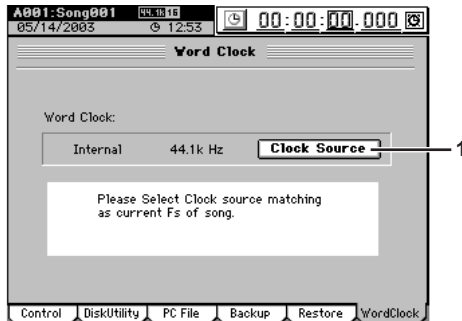 A001:Song001 44.1k 16
05/14/2003 12:53 00:00:00.000
Word Clock
Word Clock:
Internal 44.1k Hz Clock Source 1
Please Select Clock source matching
as current Fs of song.
Control DiskUtility PC File Backup Restore WordClock